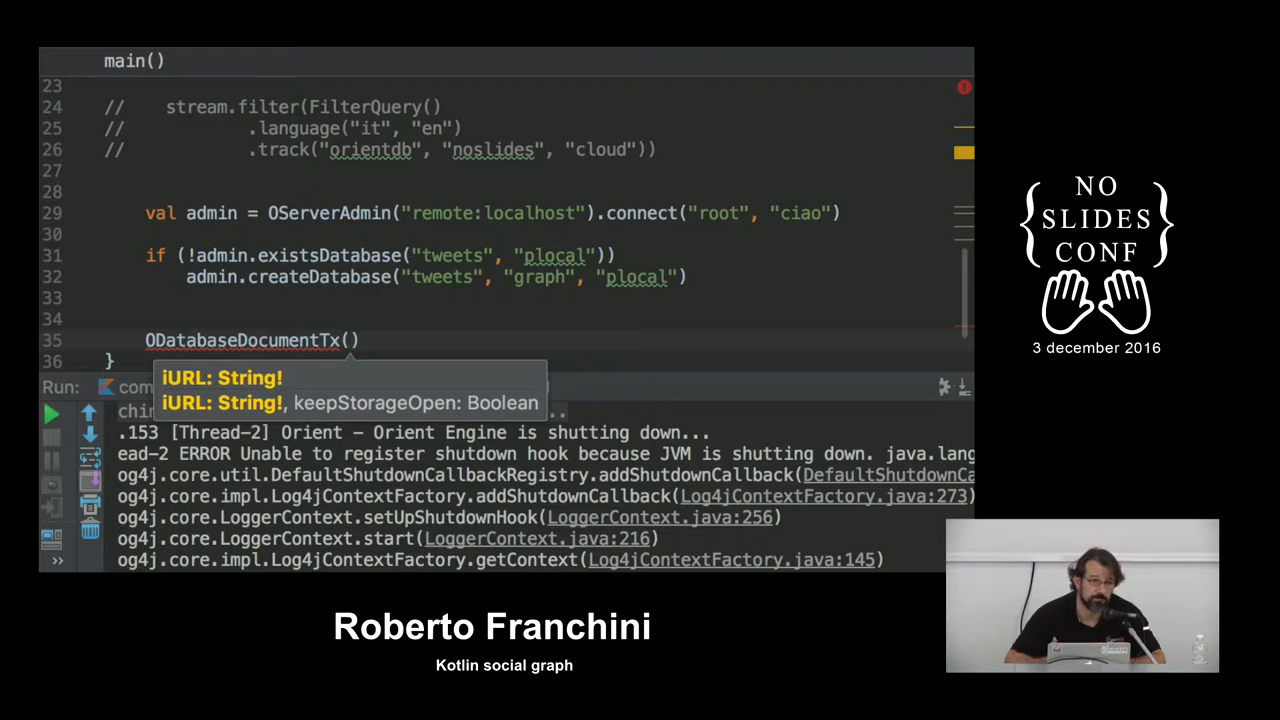 main()
23
24 // stream.filter(FilterQuery()
25 // .language("it", "en")
26 // .track("orientdb", "noslides", "cloud"))
27
28
29 val admin = OServerAdmin("remote:localhost").connect("root", "ciao")
30
31 if (!admin.existsDatabase("tweets", "plocal"))
32 admin.createDatabase("tweets", "graph", "plocal")
33
34
35 ODatabaseDocumentTx()
36 }
iURL: String!
iURL: String!, keepStorageOpen: Boolean
Run: com
.153 [Thread-2] Orient - Orient Engine is shutting down...
ead-2 ERROR Unable to register shutdown hook because JVM is shutting down. java.lang
og4j.core.util.DefaultShutdownCallbackRegistry.addShutdownCallback(DefaultShutdownCa
og4j.core.impl.Log4jContextFactory.addShutdownCallback(Log4jContextFactory.java:273)
og4j.core.LoggerContext.setUpShutdownHook(LoggerContext.java:256)
og4j.core.LoggerContext.start(LoggerContext.java:216)
og4j.core.impl.Log4jContextFactory.getContext(Log4jContextFactory.java:145)
NO
SLIDES
CONF
3 december 2016
Roberto Franchini
Kotlin social graph